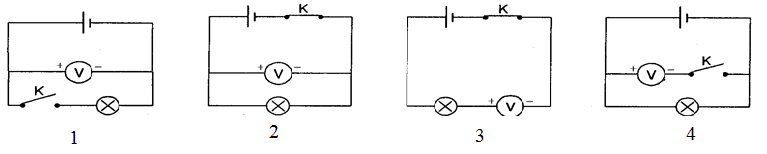 K K
+ V − + V − + V − K
K + V −
1 2 3 4